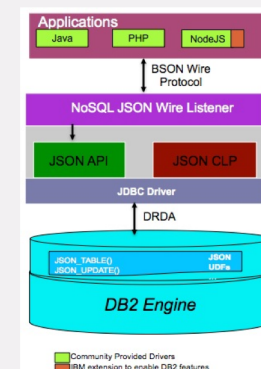 Applications
Java PHP NodeJS
BSON Wire
Protocol
NoSQL JSON Wire Listener
JSON API JSON CLP
JDBC Driver
DRDA
JSON_TABLE() JSON
JSON_UPDATE() UDFs
...
DB2 Engine
Community Provided Drivers
IBM extension to enable DB2 features